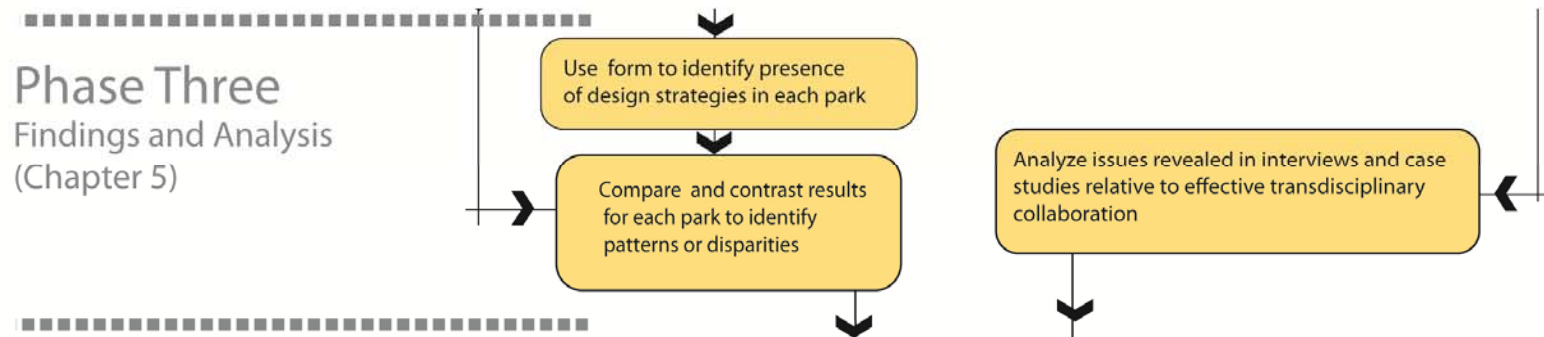 Phase Three
Findings and Analysis
(Chapter 5)
Use form to identify presence
of design strategies in each park
Compare and contrast results
for each park to identify
patterns or disparities
Analyze issues revealed in interviews and case
studies relative to effective transdisciplinary
collaboration